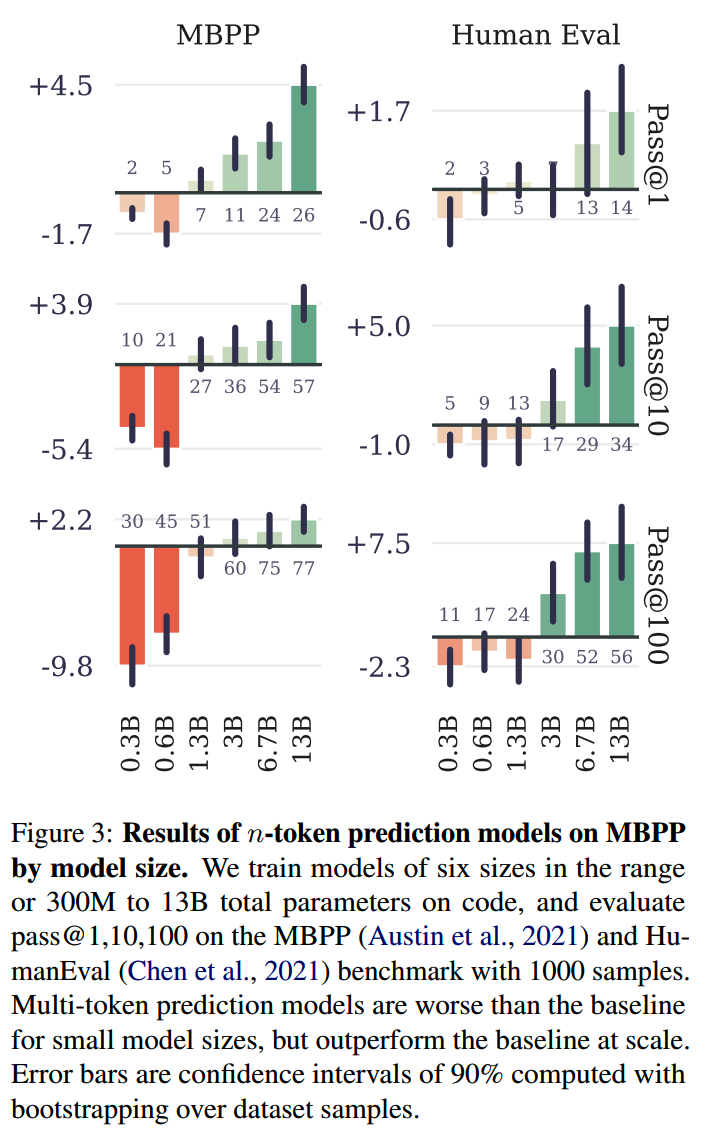 MBPP
Human Eval
+4.5
2 5
7 11 24 26
-1.7
+1.7
2 3 7
5 13 14
-0.6
Pass@1
+3.9
10 21
27 36 54 57
-5.4
+5.0
5 9 13
17 29 34
-1.0
Pass@10
+2.2
30 45 51
60 75 77
-9.8
+7.5
11 17 24
30 52 56
-2.3
Pass@100
0.3B
0.6B
1.3B
3B
6.7B
13B
0.3B
0.6B
1.3B
3B
6.7B
13B
Figure 3: Results of n-token prediction models on MBPP
by model size. We train models of six sizes in the range
or 300M to 13B total parameters on code, and evaluate
pass@1,10,100 on the MBPP (Austin et al., 2021) and Hu-
manEval (Chen et al., 2021) benchmark with 1000 samples.
Multi-token prediction models are worse than the baseline
for small model sizes, but outperform the baseline at scale.
Error bars are confidence intervals of 90% computed with
bootstrapping over dataset samples.